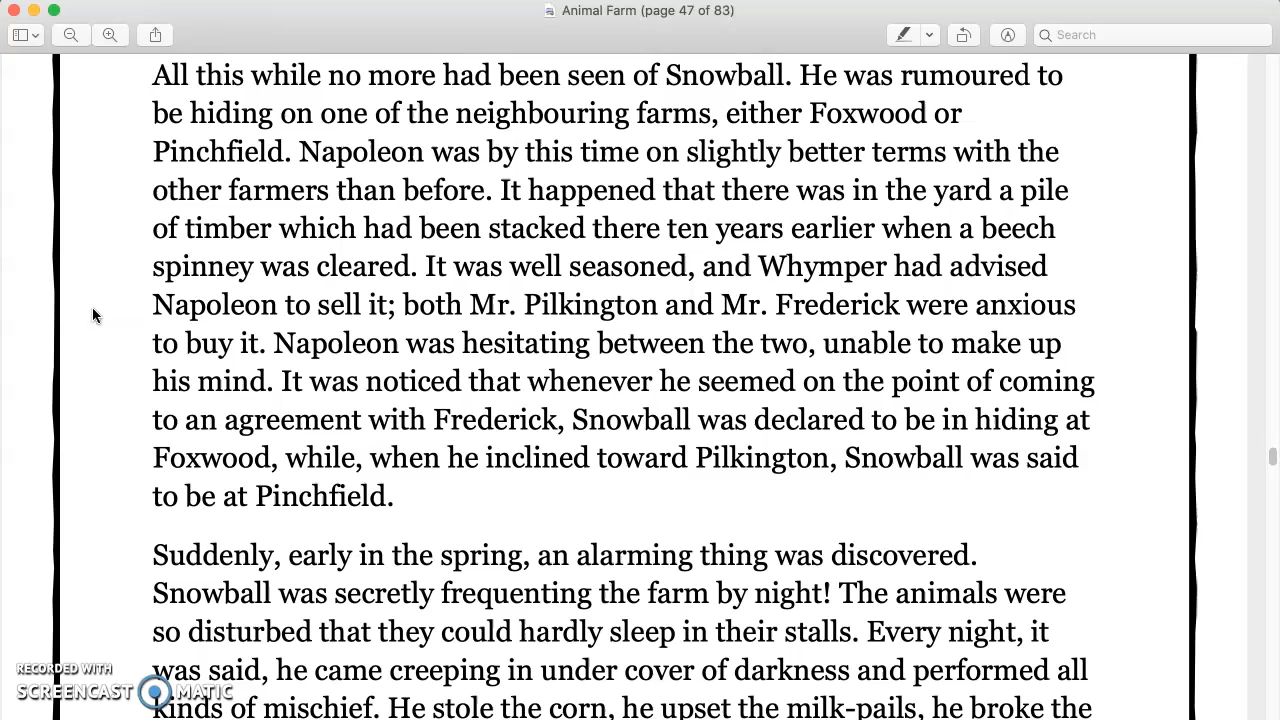 Animal Farm (page 47 of 83)
Search
All this while no more had been seen of Snowball. He was rumoured to
be hiding on one of the neighbouring farms, either Foxwood or
Pinchfield. Napoleon was by this time on slightly better terms with the
other farmers than before. It happened that there was in the yard a pile
of timber which had been stacked there ten years earlier when a beech
spinney was cleared. It was well seasoned, and Whymper had advised
Napoleon to sell it; both Mr. Pilkington and Mr. Frederick were anxious
to buy it. Napoleon was hesitating between the two, unable to make up
his mind. It was noticed that whenever he seemed on the point of coming
to an agreement with Frederick, Snowball was declared to be in hiding at
Foxwood, while, when he inclined toward Pilkington, Snowball was said
to be at Pinchfield.
Suddenly, early in the spring, an alarming thing was discovered.
Snowball was secretly frequenting the farm by night! The animals were
so disturbed that they could hardly sleep in their stalls. Every night, it
was said, he came creeping in under cover of darkness and performed all
kinds of mischief. He stole the corn, he upset the milk-pails, he broke the
RECORDED WITH
SCREENCAST MATIC